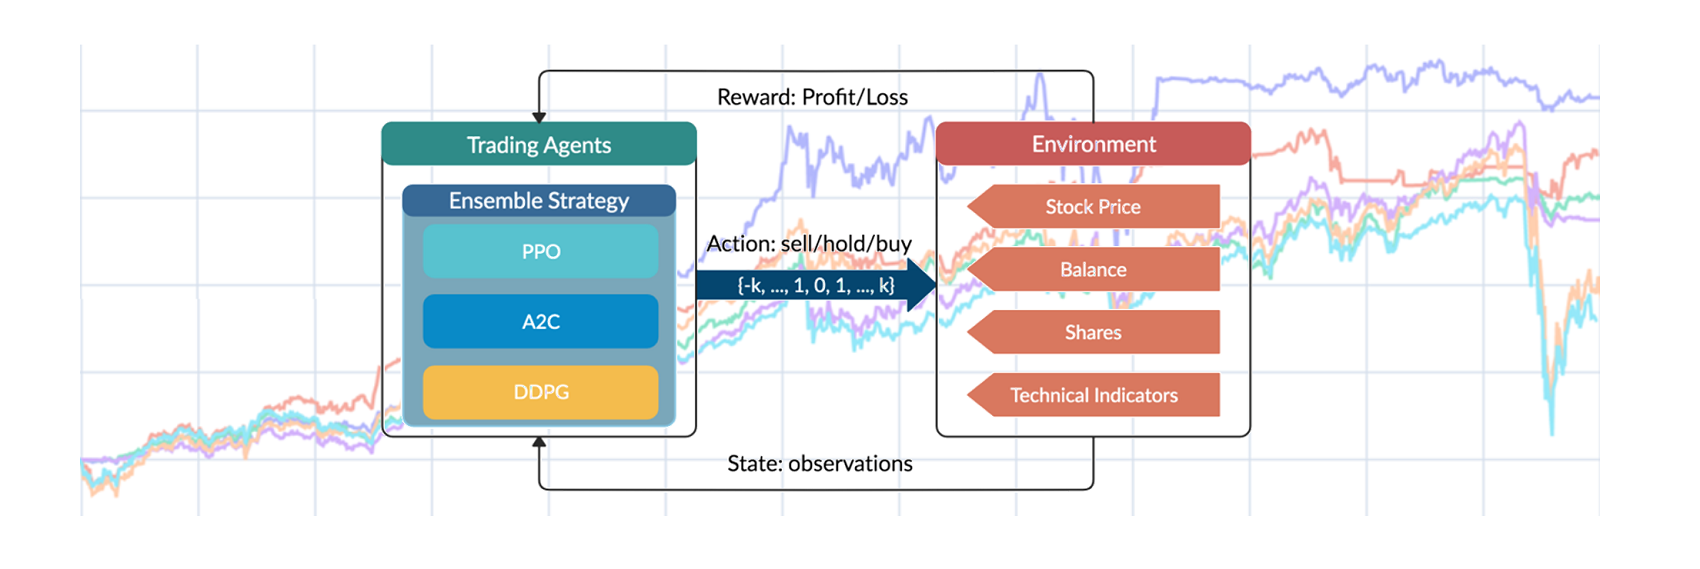 Reward: Profit/Loss
Trading Agents
Ensemble Strategy
PPO
A2C
DDPG
Action: sell/hold/buy
{-k, ..., 1, 0, 1, ..., k}
Environment
Stock Price
Balance
Shares
Technical Indicators
State: observations